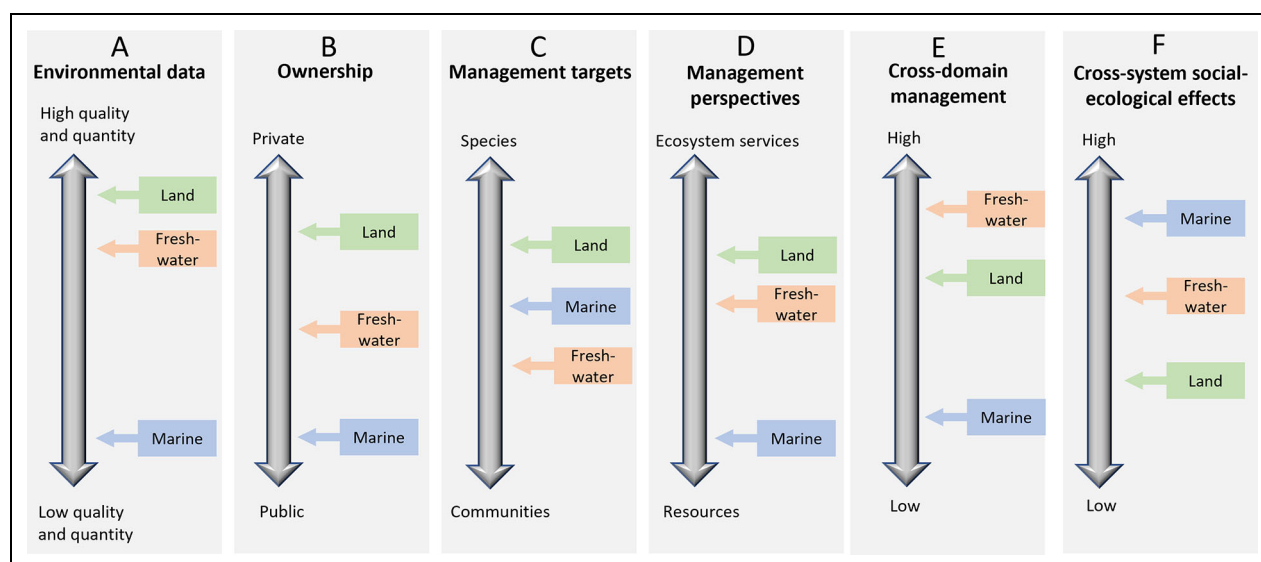 A
Environmental data
High quality
and quantity
Land
Fresh-
water
Marine
Low quality
and quantity
B
Ownership
Private
Land
Fresh-
water
Marine
Public
C
Management targets
Species
Land
Marine
Fresh-
water
Communities
D
Management
perspectives
Ecosystem services
Land
Fresh-
water
Marine
Resources
E
Cross-domain
management
High
Fresh-
water
Land
Marine
Low
F
Cross-system social-
ecological effects
High
Marine
Fresh-
water
Land
Low